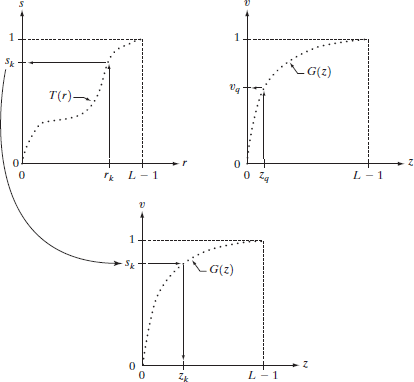 s
1
s_k
T(r)
0
0
r_k
L − 1
r
v
1
v_q
G(z)
0
0
z_q
L − 1
z
v
1
s_k
G(z)
0
0
z_k
L − 1
z